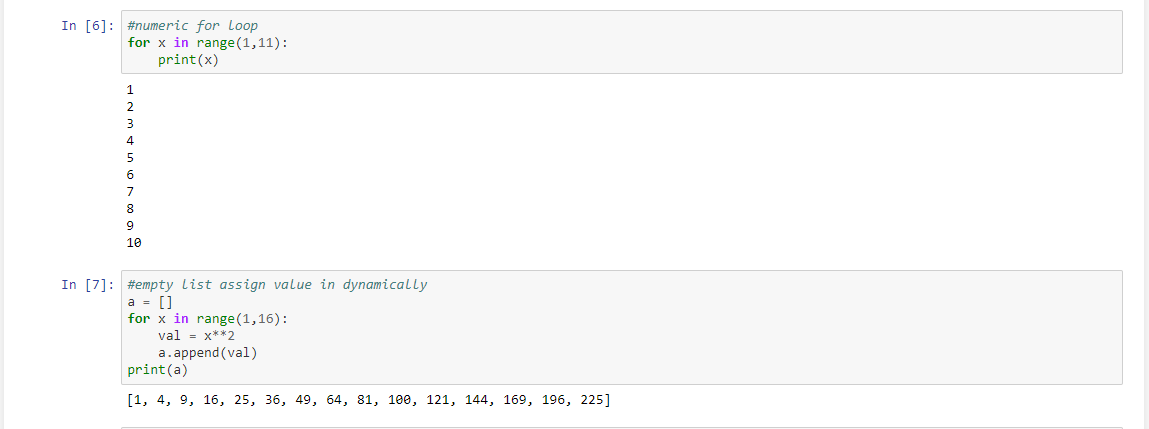 In [6]: #numeric for loop
for x in range(1,11):
    print(x)
1
2
3
4
5
6
7
8
9
10
In [7]: #empty list assign value in dynamically
a = []
for x in range(1,16):
    val = x**2
    a.append(val)
print(a)
[1, 4, 9, 16, 25, 36, 49, 64, 81, 100, 121, 144, 169, 196, 225]